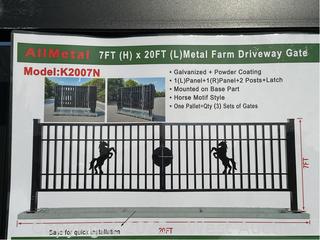 AllMetal 7FT (H) x 20FT (L)Metal Farm Driveway Gate
Model:K2007N
• Galvanized + Powder Coating
• 1(L)Panel+1(R)Panel+2 Posts+Latch
• Mounted on Base Part
• Horse Motif Style
• One Pallet=Qty (3) Sets of Gates
7FT
for quick installation
20FT